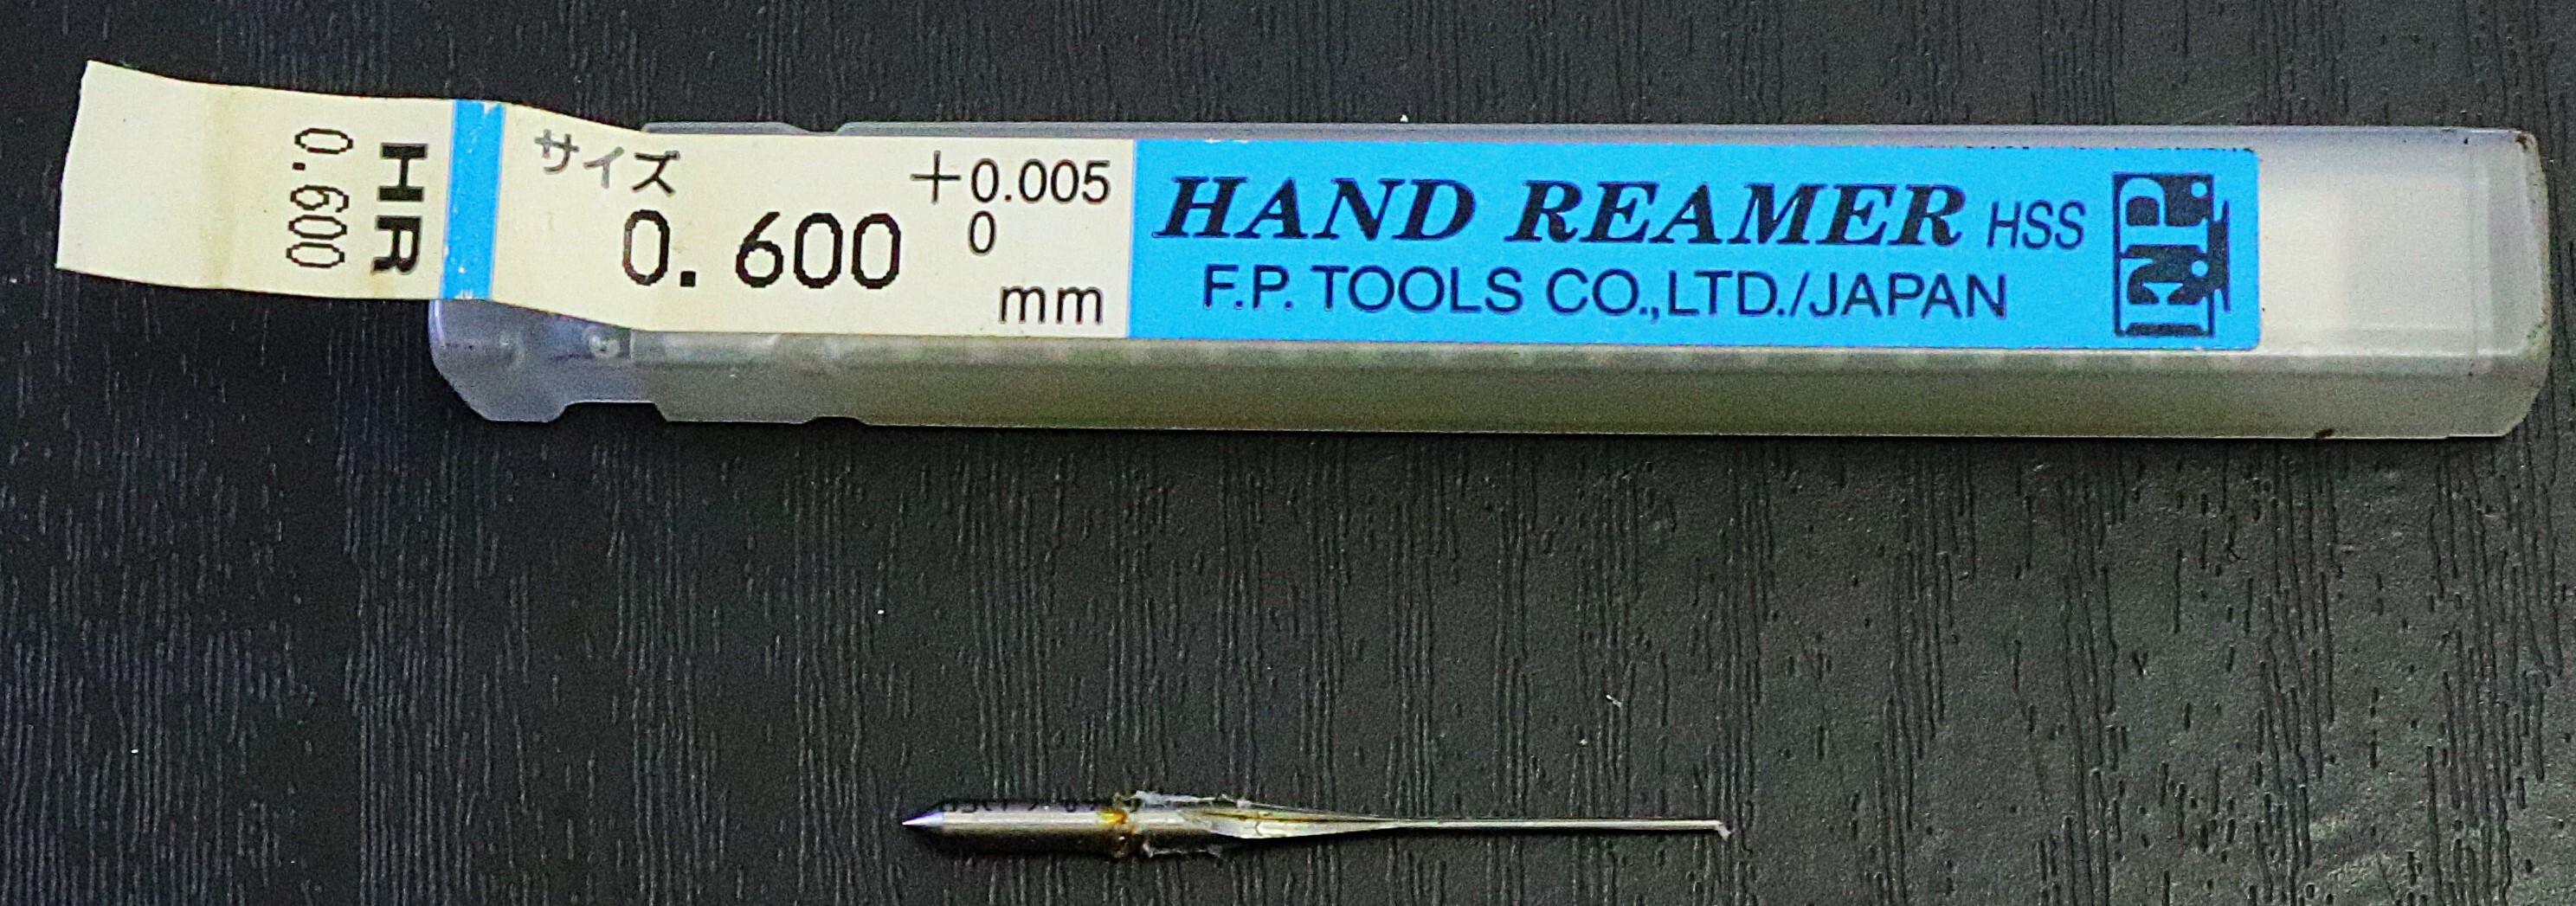 HR
0.600
サイズ
0.600 +0.005
0
mm
HAND REAMER HSS
F.P. TOOLS CO.,LTD./JAPAN